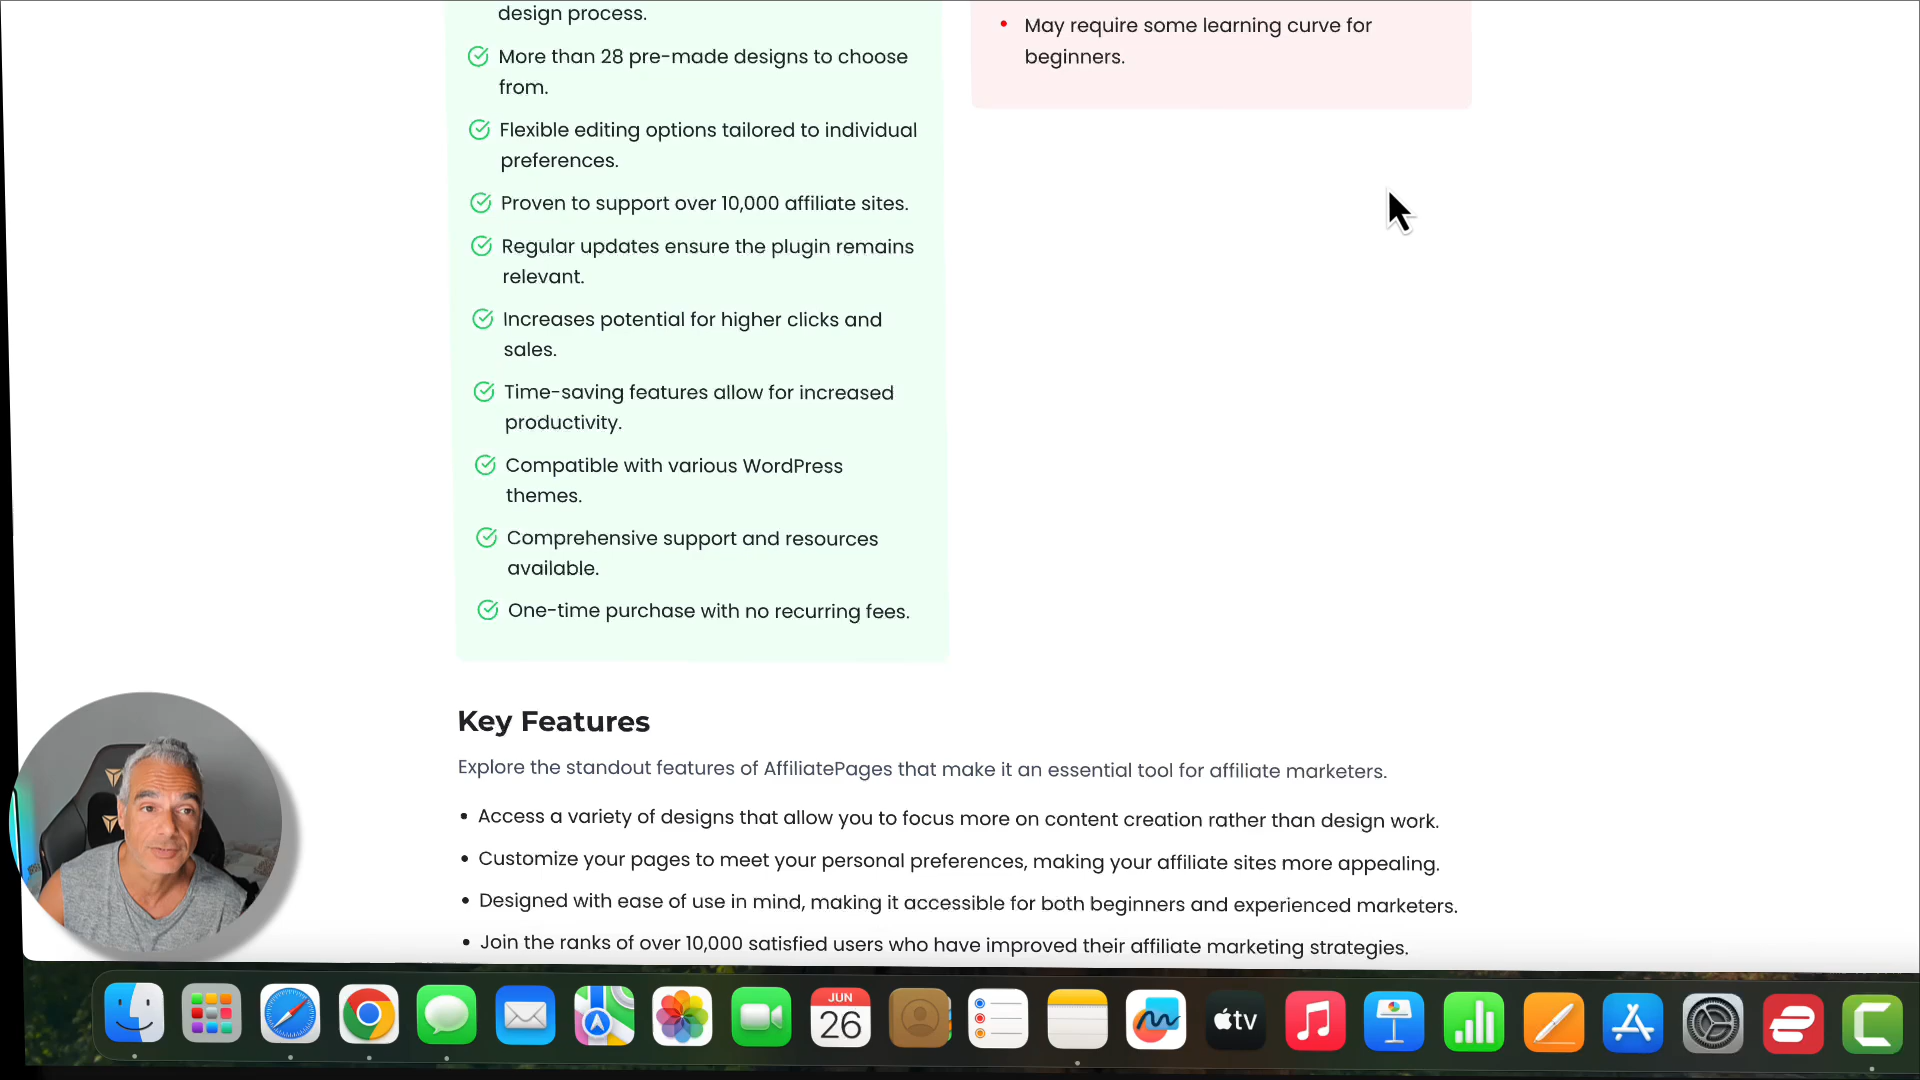 design process.
More than 28 pre-made designs to choose
from.
Flexible editing options tailored to individual
preferences.
Proven to support over 10,000 affiliate sites.
Regular updates ensure the plugin remains
relevant.
Increases potential for higher clicks and
sales.
Time-saving features allow for increased
productivity.
Compatible with various WordPress
themes.
Comprehensive support and resources
available.
One-time purchase with no recurring fees.
May require some learning curve for
beginners.
Key Features
Explore the standout features of AffiliatePages that make it an essential tool for affiliate marketers.
Access a variety of designs that allow you to focus more on content creation rather than design work.
Customize your pages to meet your personal preferences, making your affiliate sites more appealing.
Designed with ease of use in mind, making it accessible for both beginners and experienced marketers.
Join the ranks of over 10,000 satisfied users who have improved their affiliate marketing strategies.
JUN
26
tv